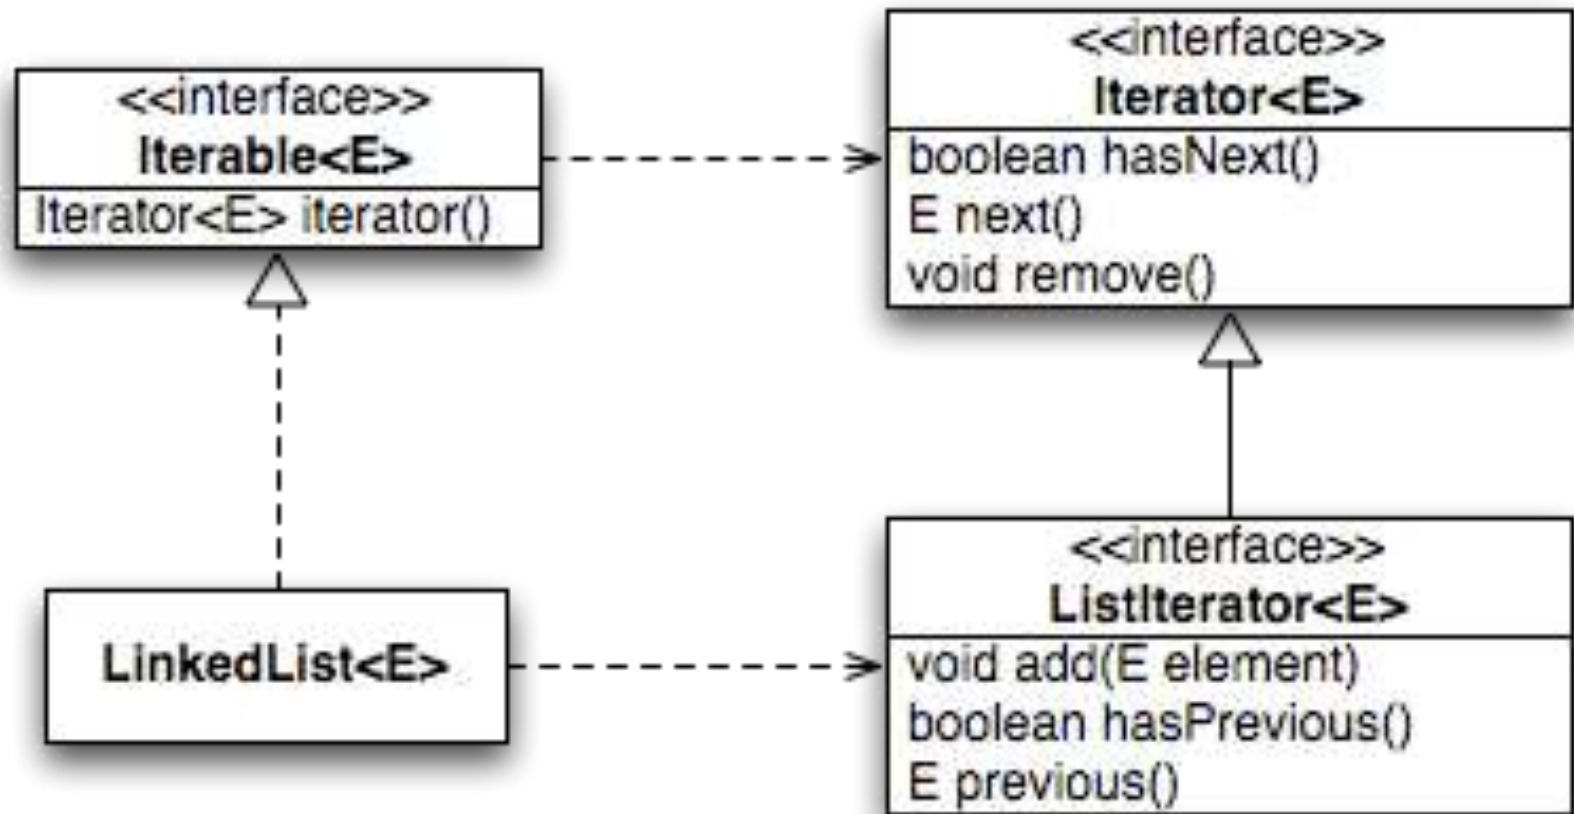 <<interface>>
Iterable<E>
Iterator<E> iterator()
<<interface>>
Iterator<E>
boolean hasNext()
E next()
void remove()
LinkedList<E>
<<interface>>
ListIterator<E>
void add(E element)
boolean hasPrevious()
E previous()